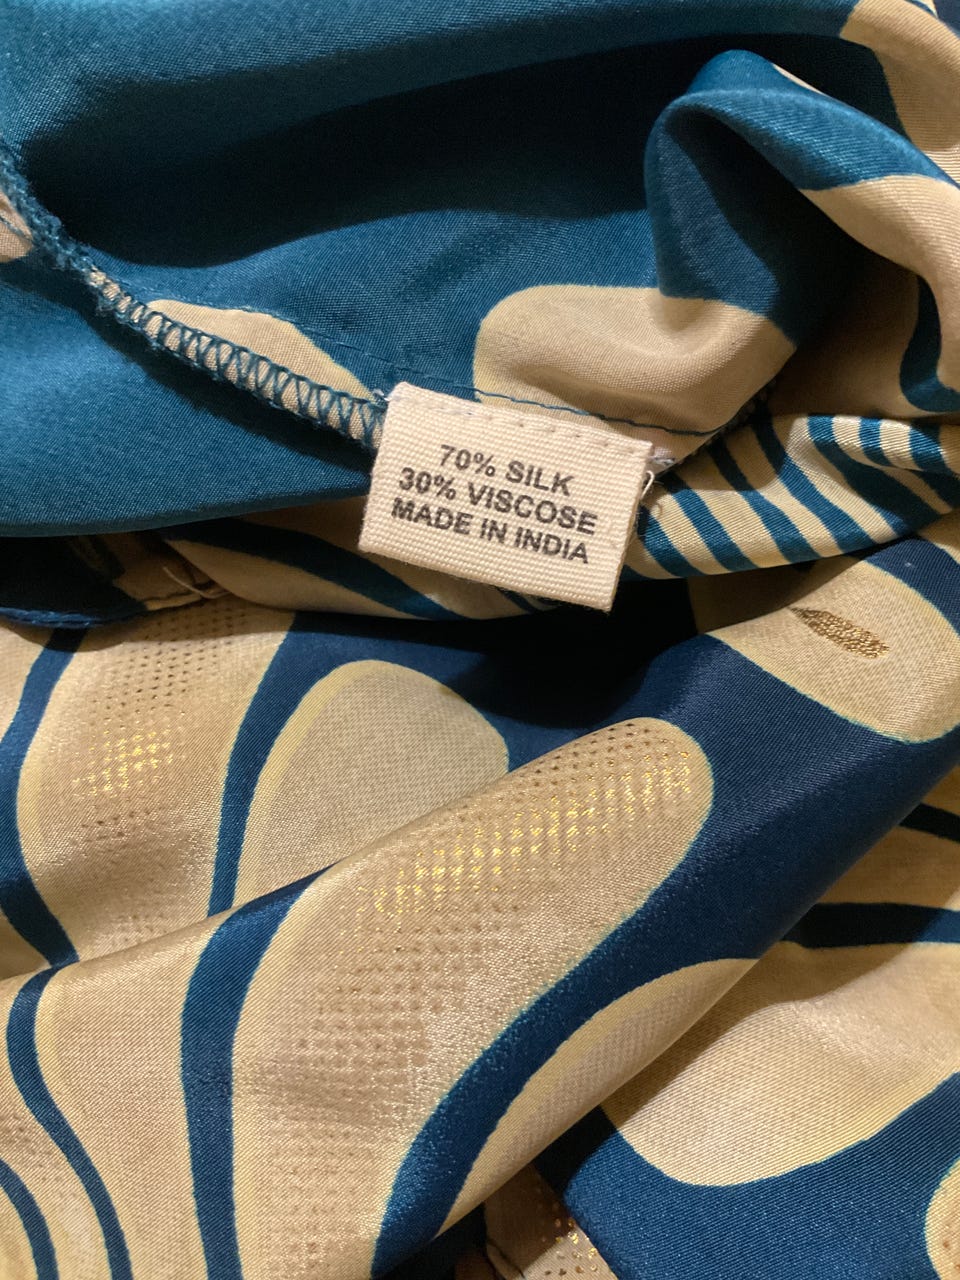 70% SILK
30% VISCOSE
MADE IN INDIA